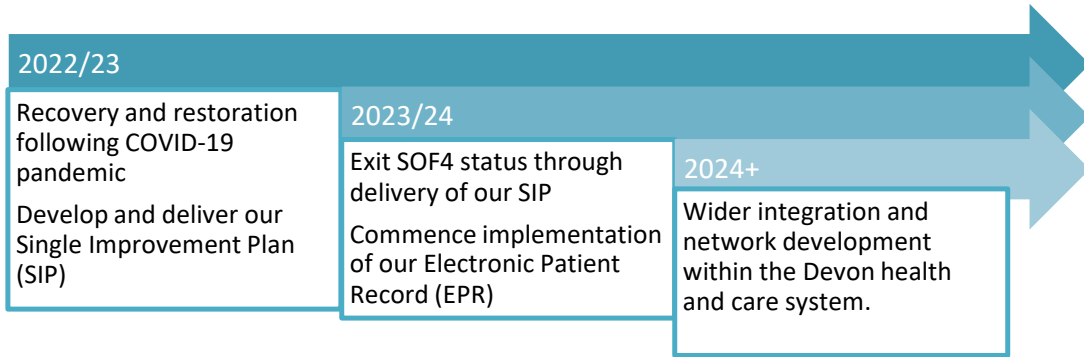 2022/23
Recovery and restoration
following COVID-19
pandemic
Develop and deliver our
Single Improvement Plan
(SIP)
2023/24
Exit SOF4 status through
delivery of our SIP
Commence implementation
of our Electronic Patient
Record (EPR)
2024+
Wider integration and
network development
within the Devon health
and care system.